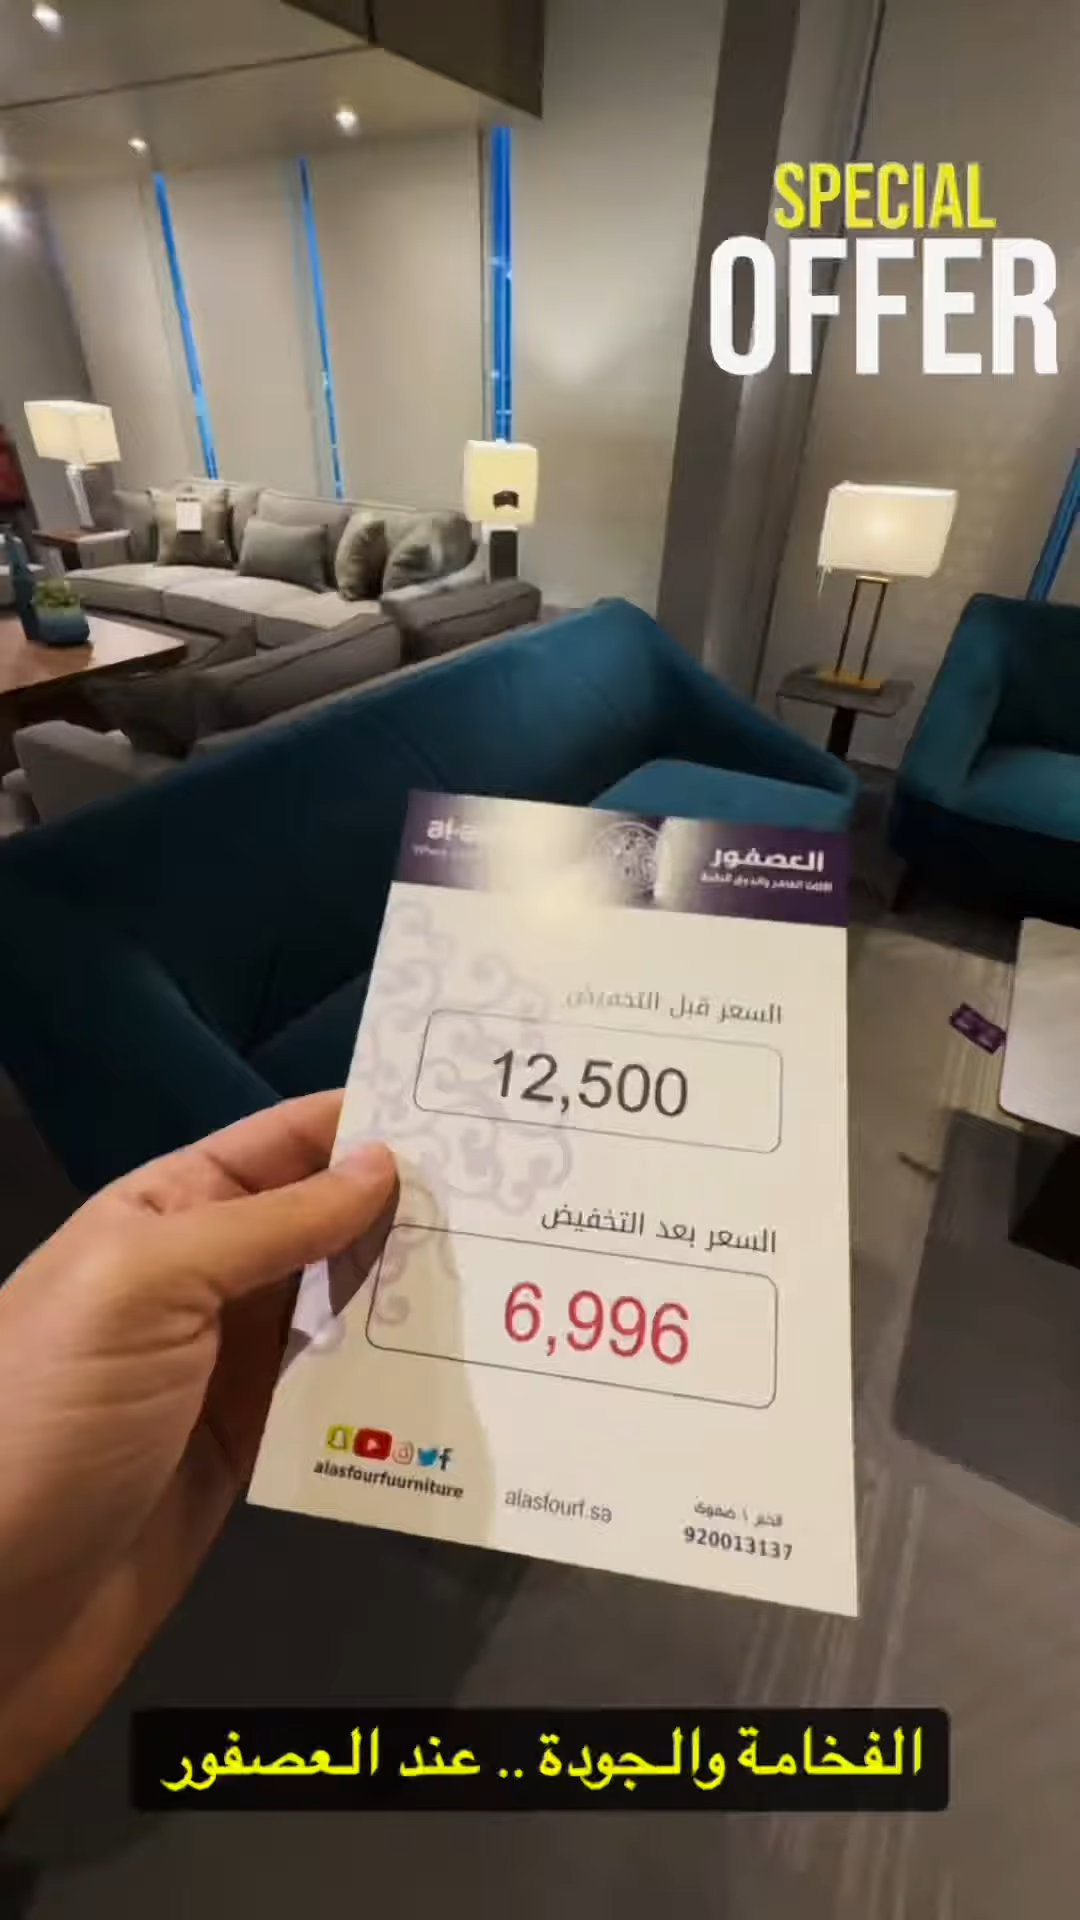 SPECIAL
OFFER
العصفور
السعر قبل التخفيض
12,500
السعر بعد التخفيض
6,996
alasfourfuurniture
alasfourf.sa
920013137
الفخامة والجودة .. عند العصفور